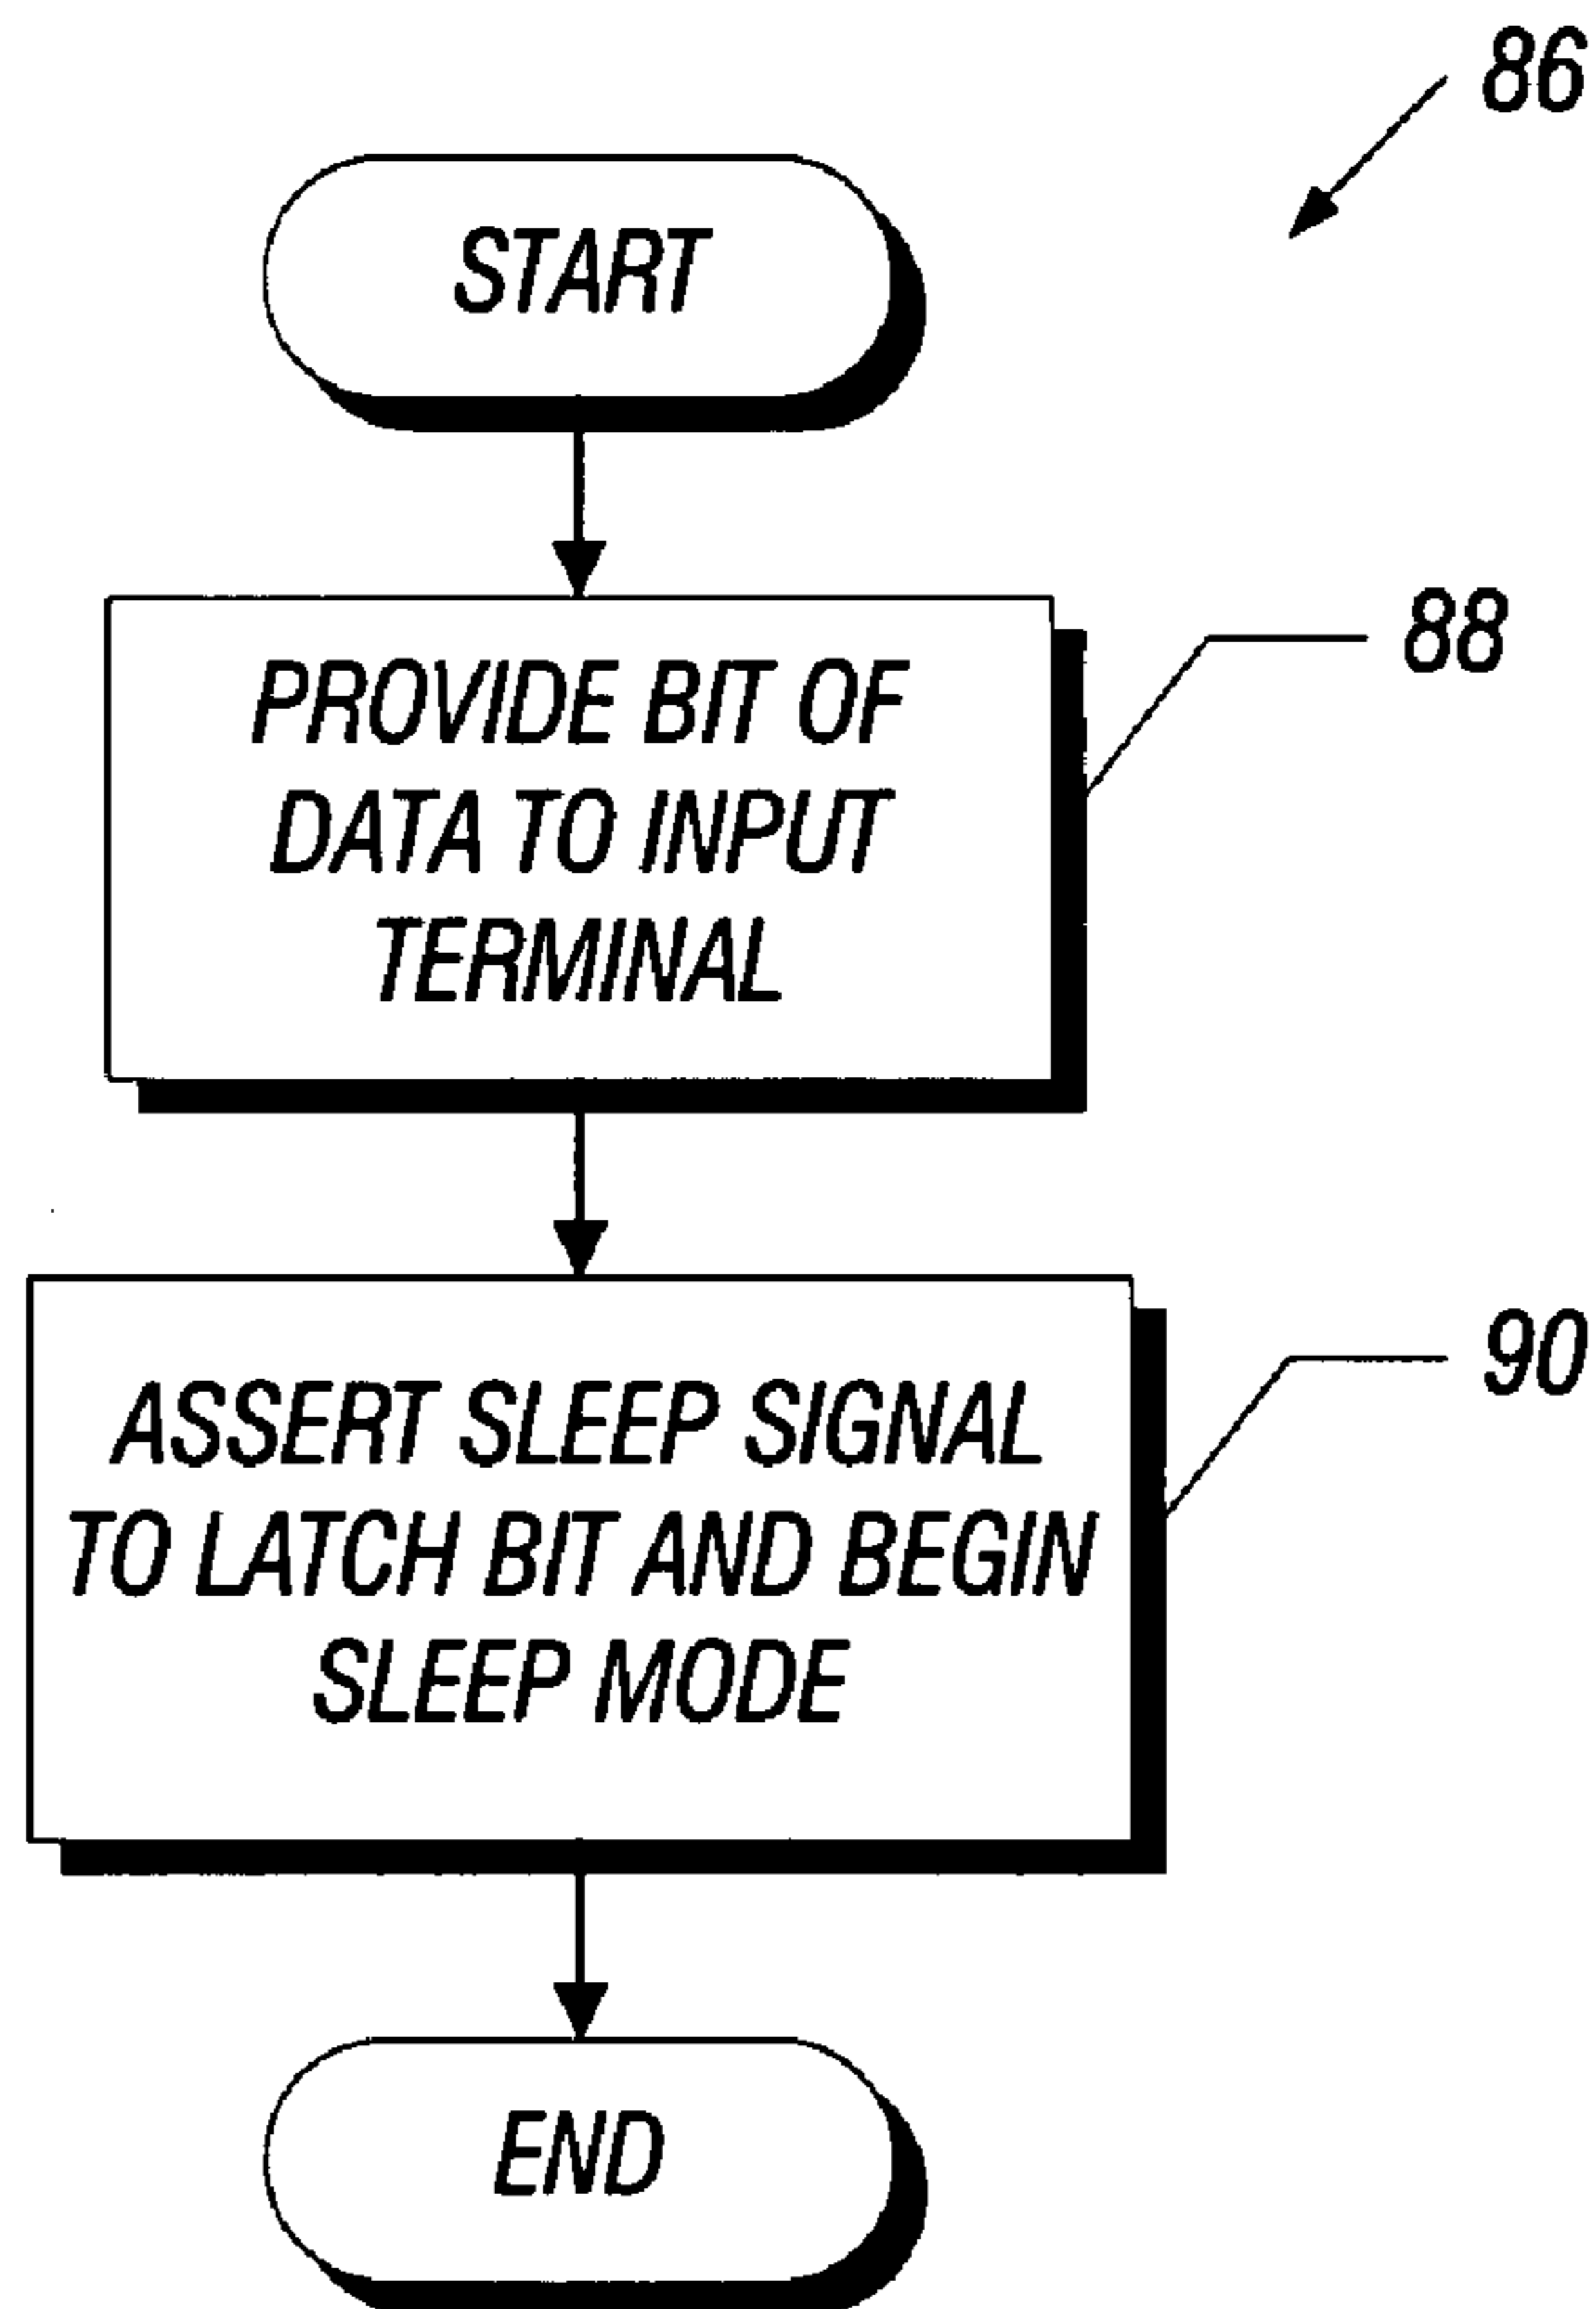 86
START
88
PROVIDE BIT OF
DATA TO INPUT
TERMINAL
90
ASSERT SLEEP SIGNAL
TO LATCH BIT AND BEGIN
SLEEP MODE
END